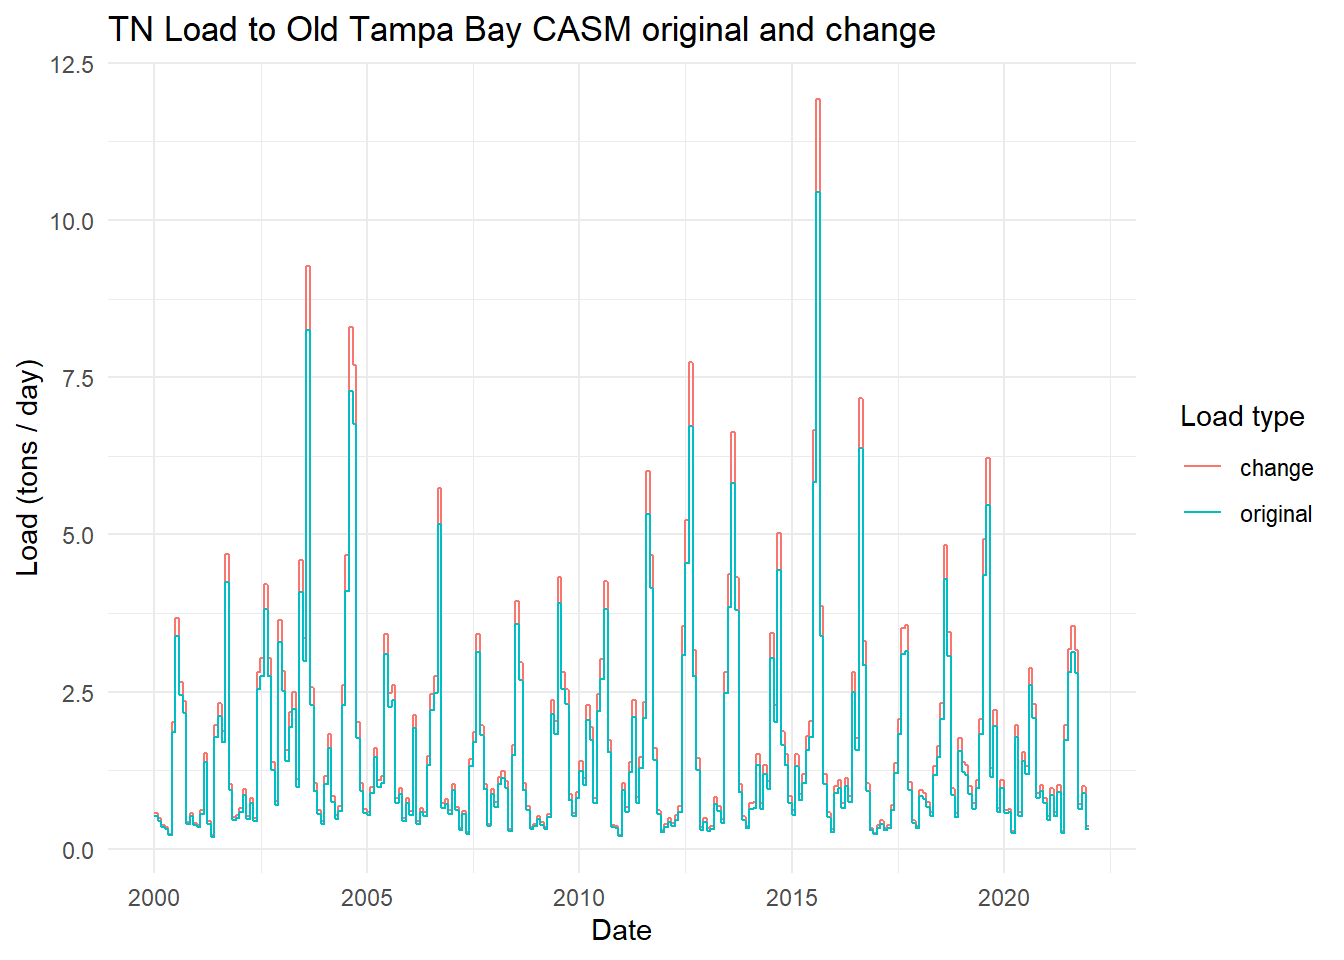 TN Load to Old Tampa Bay CASM original and change
12.5
10.0
7.5
5.0
2.5
0.0
Load (tons / day)
2000
2005
2010
2015
2020
Date
Load type
change
original